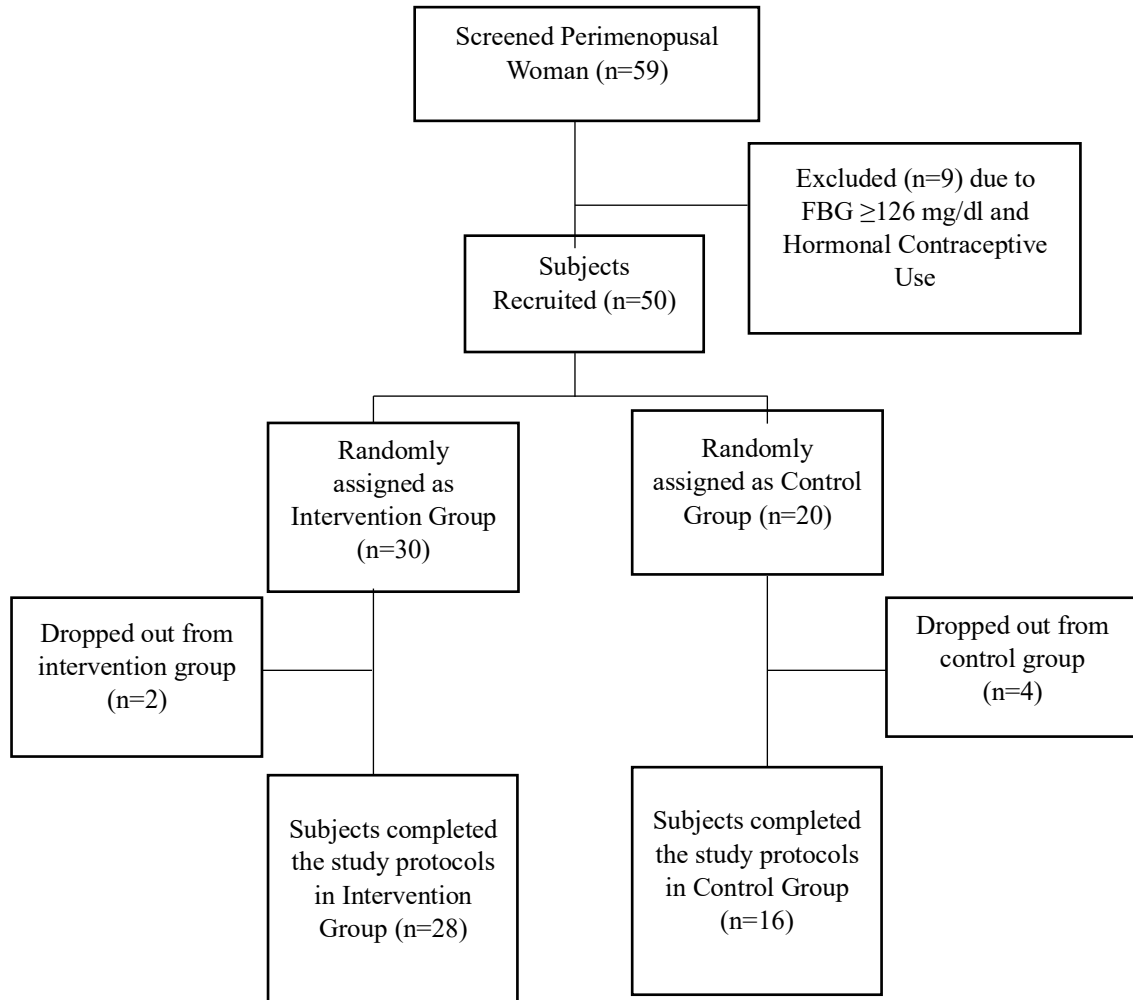 Screened Perimenopusal
Woman (n=59)
Excluded (n=9) due to
FBG ≥126 mg/dl and
Hormonal Contraceptive
Use
Subjects
Recruited (n=50)
Randomly
assigned as
Intervention Group
(n=30)
Randomly
assigned as Control
Group (n=20)
Dropped out from
intervention group
(n=2)
Dropped out from
control group
(n=4)
Subjects completed
the study protocols
in Intervention
Group (n=28)
Subjects completed
the study protocols
in Control Group
(n=16)